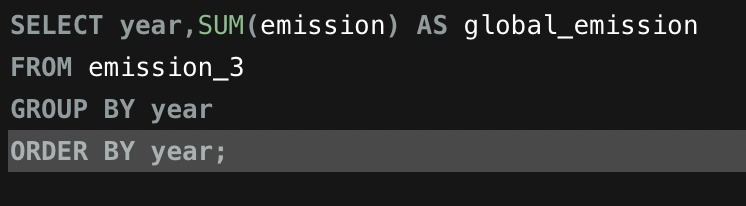 SELECT year,SUM(emission) AS global_emission
FROM emission_3
GROUP BY year
ORDER BY year;